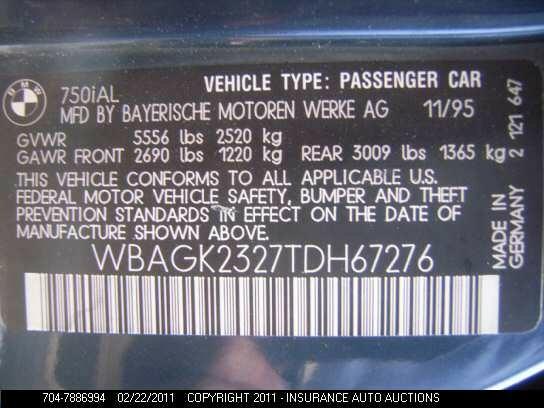 BMW
VEHICLE TYPE: PASSENGER CAR
750iAL
MFD BY BAYERISCHE MOTOREN WERKE AG 11/95
GVWR 5556 lbs 2520 kg
GAWR FRONT 2690 lbs 1220 kg REAR 3009 lbs 1365 kg
THIS VEHICLE CONFORMS TO ALL APPLICABLE U.S.
FEDERAL MOTOR VEHICLE SAFETY, BUMPER AND THEFT
PREVENTION STANDARDS IN EFFECT ON THE DATE OF
MANUFACTURE SHOWN ABOVE.
WBAGK2327TDH67276
2 121 647
MADE IN
GERMANY
704-7886994 02/22/2011 COPYRIGHT 2011 - INSURANCE AUTO AUCTIONS